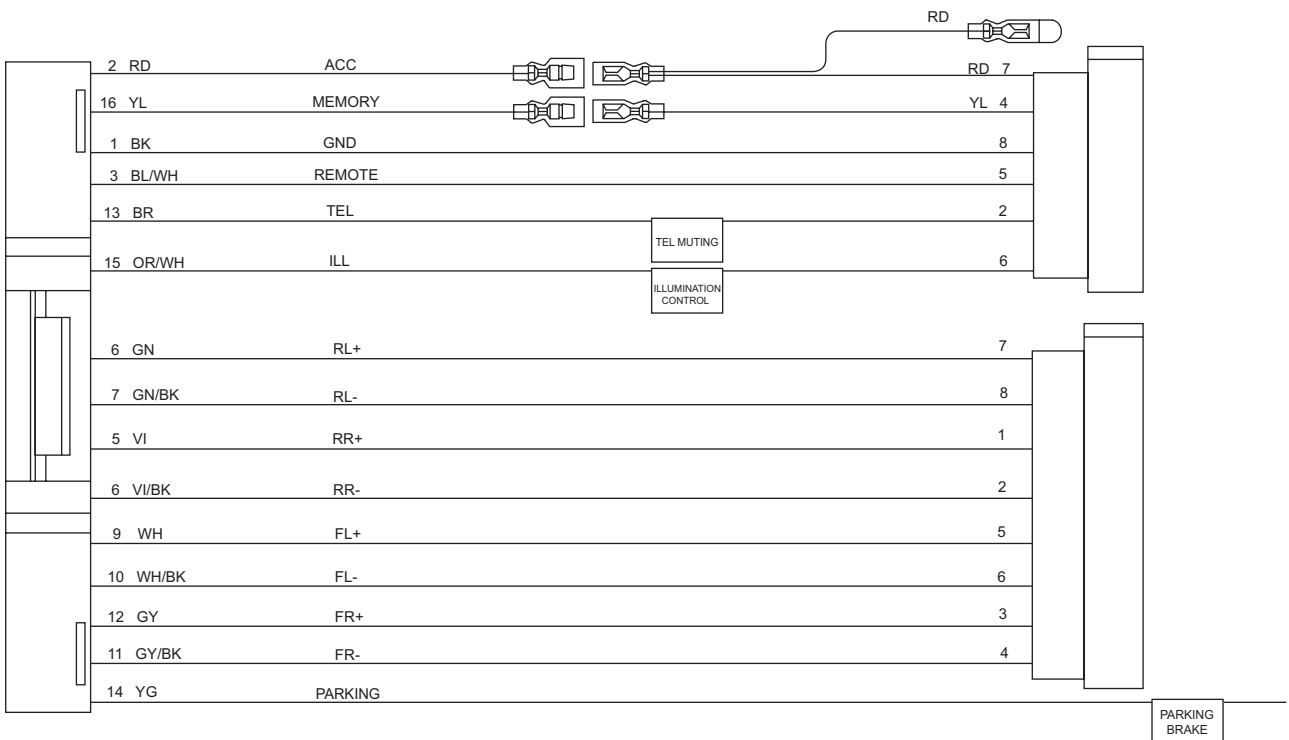 RD
2 RD ACC RD 7
16 YL MEMORY YL 4
1 BK GND 8
3 BL/WH REMOTE 5
13 BR TEL 2
TEL MUTING
15 OR/WH ILL 6
ILLUMINATION
CONTROL
6 GN RL+ 7
7 GN/BK RL- 8
5 VI RR+ 1
6 VI/BK RR- 2
9 WH FL+ 5
10 WH/BK FL- 6
12 GY FR+ 3
11 GY/BK FR- 4
14 YG PARKING
PARKING
BRAKE